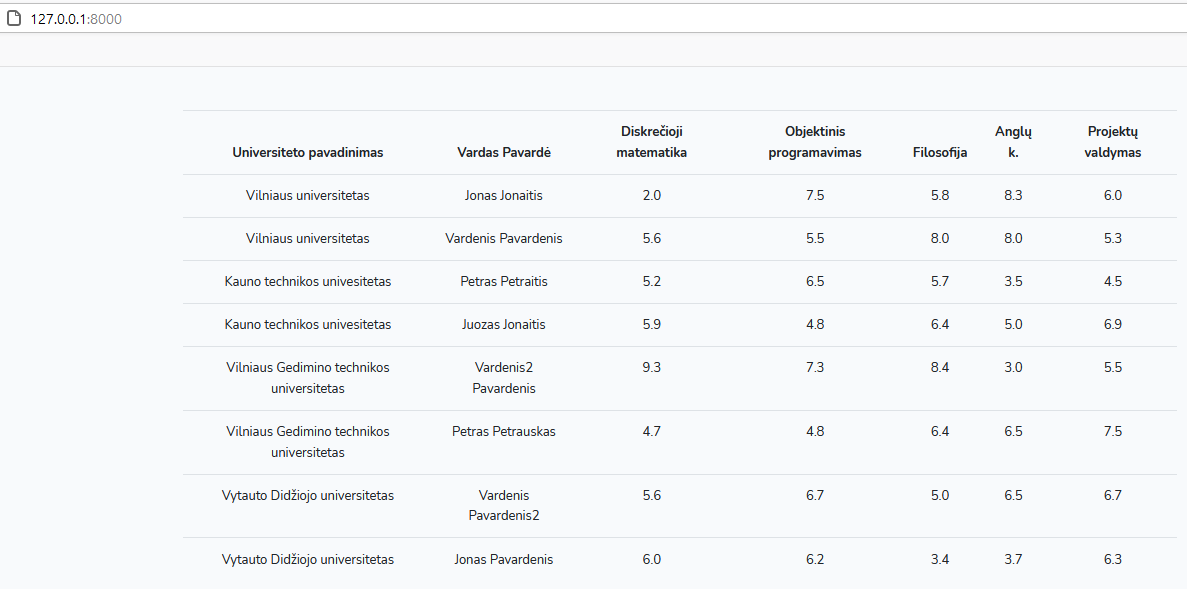 127.0.0.1:8000
Diskrečioji Objektinis Anglų Projektų
Universiteto pavadinimas Vardas Pavardė matematika programavimas Filosofija k. valdymas
Vilniaus universitetas Jonas Jonaitis 2.0 7.5 5.8 8.3 6.0
Vilniaus universitetas Vardenis Pavardenis 5.6 5.5 8.0 8.0 5.3
Kauno technikos univesitetas Petras Petraitis 5.2 6.5 5.7 3.5 4.5
Kauno technikos univesitetas Juozas Jonaitis 5.9 4.8 6.4 5.0 6.9
Vilniaus Gedimino technikos Vardenis2 9.3 7.3 8.4 3.0 5.5
universitetas Pavardenis
Vilniaus Gedimino technikos Petras Petrauskas 4.7 4.8 6.4 6.5 7.5
universitetas
Vytauto Didžiojo universitetas Vardenis 5.6 6.7 5.0 6.5 6.7
Pavardenis2
Vytauto Didžiojo universitetas Jonas Pavardenis 6.0 6.2 3.4 3.7 6.3